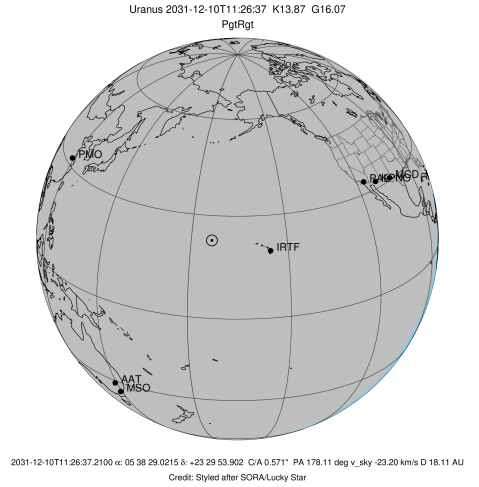 Uranus 2031-12-10T11:26:37 K13.87 G16.07
PgtRgt
PMO
MCD
IRTF
AAT
MSO
2031-12-10T11:26:37.2100 α: 05 38 29.0215 δ: +23 29 53.902 C/A 0.571" PA 178.11 deg v_sky -23.20 km/s D 18.11 AU
Credit: Styled after SORA/Lucky Star